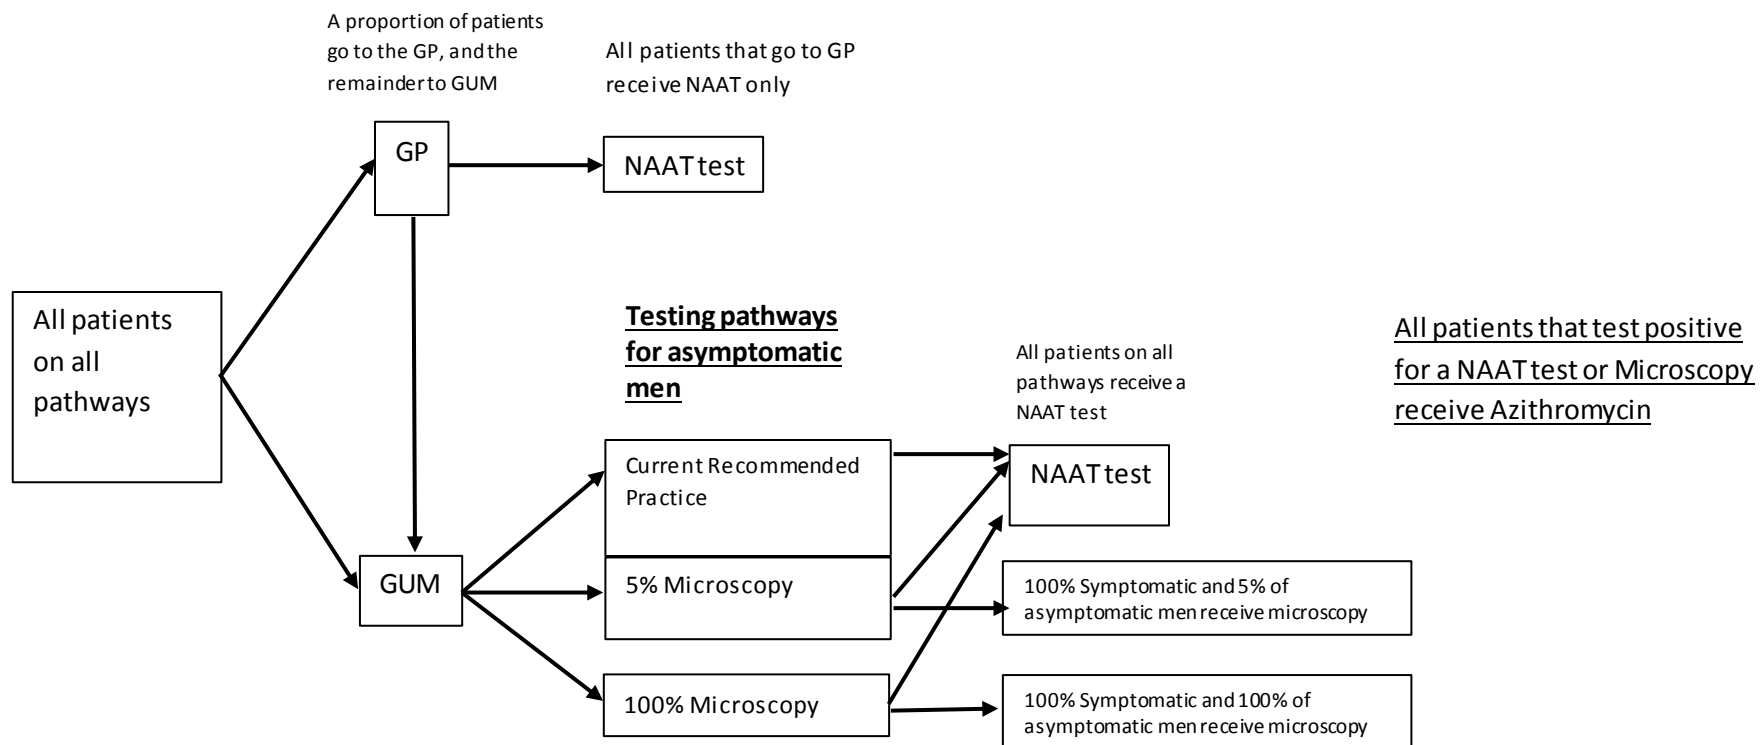 A proportion of patients
go to the GP, and the
remainder to GUM
All patients that go to GP
receive NAAT only
GP
NAAT test
All patients
on all
pathways
Testing pathways
for asymptomatic
men
All patients on all
pathways receive a
NAAT test
All patients that test positive
for a NAAT test or Microscopy
receive Azithromycin
Current Recommended
Practice
NAAT test
GUM
5% Microscopy
100% Symptomatic and 5% of
asymptomatic men receive microscopy
100% Microscopy
100% Symptomatic and 100% of
asymptomatic men receive microscopy